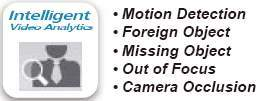 Intelligent
Video Analytics
• Motion Detection
• Foreign Object
• Missing Object
• Out of Focus
• Camera Occlusion